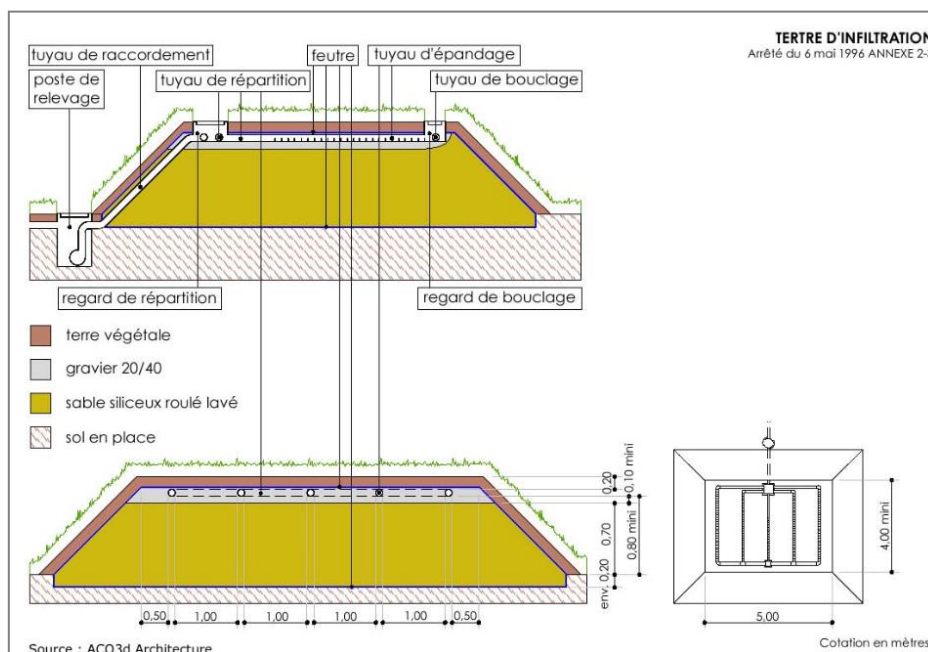 TERTRE D'INFILTRATION
Arrêté du 6 mai 1996 ANNEXE 2-3
tuyau de raccordement
feutre
tuyau d'épandage
poste de
relevage
tuyau de répartition
tuyau de bouclage
regard de répartition
regard de bouclage
terre végétale
gravier 20/40
sable siliceux roulé lavé
sol en place
0,20
0,10 mini
0,70
0,80 mini
env. 0,20
4,00 mini
0,50
1,00
1,00
1,00
1,00
0,50
5,00
Source : ACO3d Architecture
Cotation en mètres